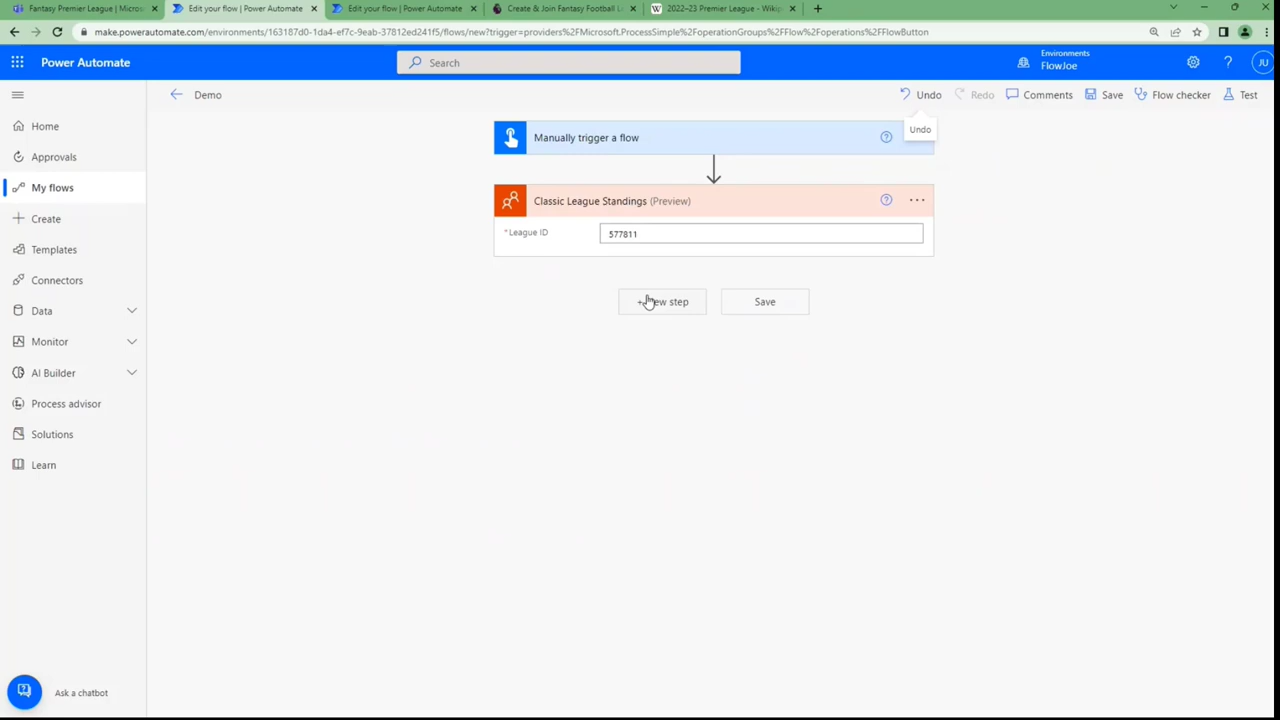 Fantasy Premier League | Micros
Edit your flow | Power Automate
Edit your flow | Power Automate
Create & Join Fantasy Football L
2022–23 Premier League - Wikip
make.powerautomate.com/environments/163187d0-1da4-ef7c-9eab-37812ed241f5/flows/new?trigger=providers%2FMicrosoft.ProcessSimple%2FoperationGroups%2FFlow%2Foperations%2FFlowButton
Power Automate
Search
Environments
FlowJoe
JU
Demo
Undo
Redo
Comments
Save
Flow checker
Test
Undo
Home
Approvals
My flows
Create
Templates
Connectors
Data
Monitor
AI Builder
Process advisor
Solutions
Learn
Manually trigger a flow
Classic League Standings (Preview)
*League ID
577811
step
Save
Ask a chatbot